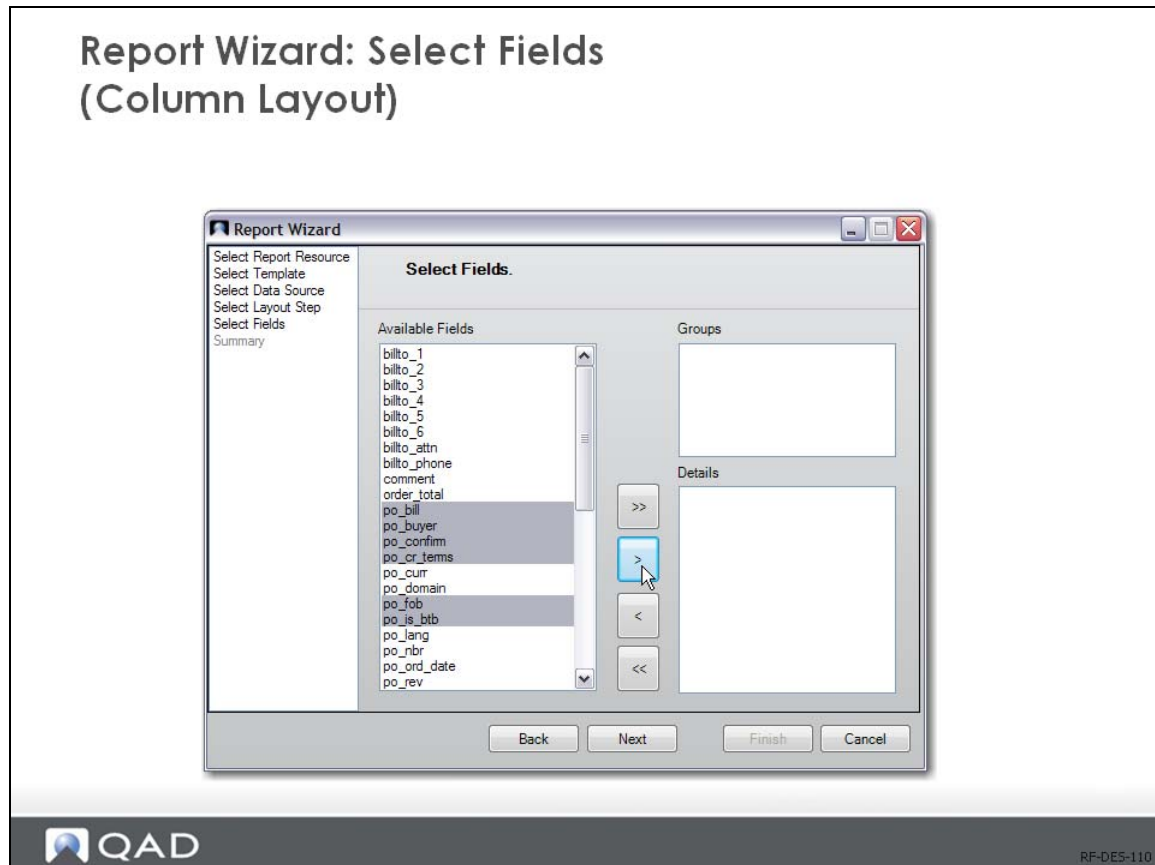 Report Wizard: Select Fields
(Column Layout)
Report Wizard
Select Report Resource
Select Template
Select Data Source
Select Layout Step
Select Fields
Summary
Select Fields.
Available Fields
billto_1
billto_2
billto_3
billto_4
billto_5
billto_6
billto_attn
billto_phone
comment
order_total
po_bill
po_buyer
po_confirm
po_cr_terms
po_curr
po_domain
po_fob
po_is_btb
po_lang
po_nbr
po_ord_date
po_rev
>>
>
<
<<
Groups
Details
Back
Next
Finish
Cancel
QAD
RF-DES-110